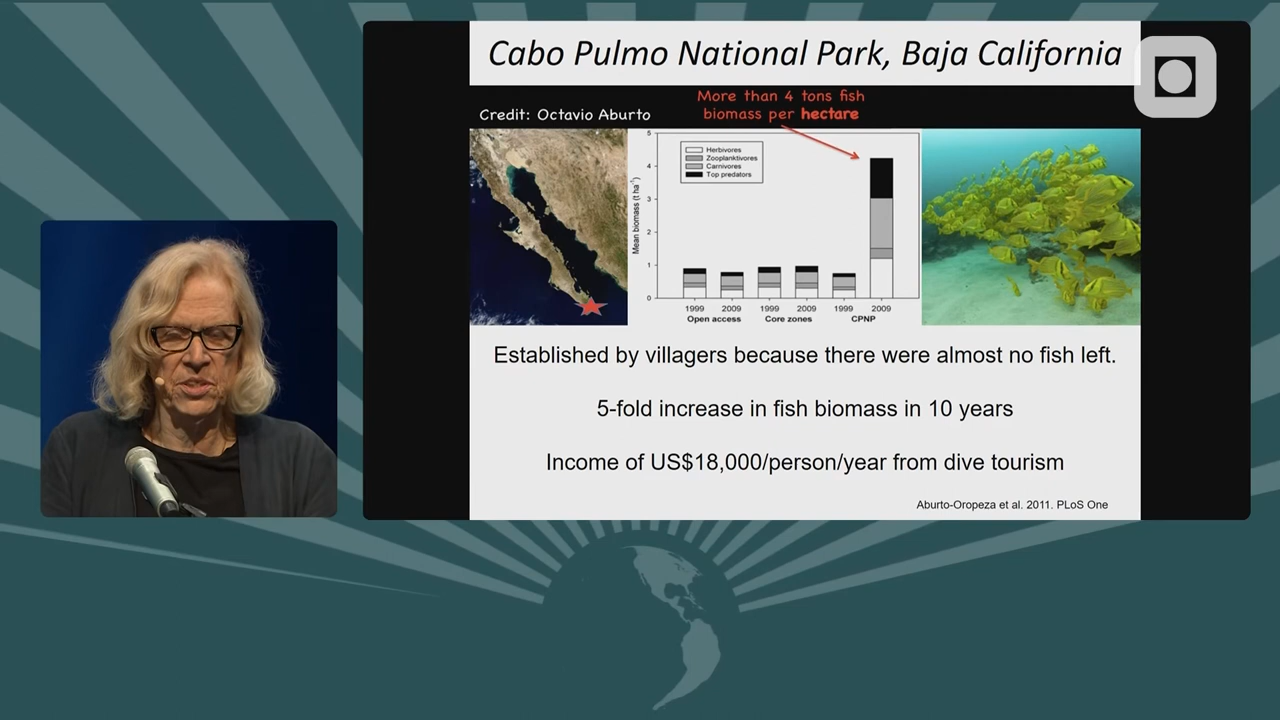 Cabo Pulmo National Park, Baja California
Credit: Octavio Aburto
More than 4 tons fish
biomass per hectare
Herbivores
Zooplanktivores
Carnivores
Top predators
Mean biomass (t ha⁻¹)
5
4
3
2
1
0
1999 2009 1999 2009 1999 2009
Open access Core zones CPNP
Established by villagers because there were almost no fish left.
5-fold increase in fish biomass in 10 years
Income of US$18,000/person/year from dive tourism
Aburto-Oropeza et al. 2011. PLoS One